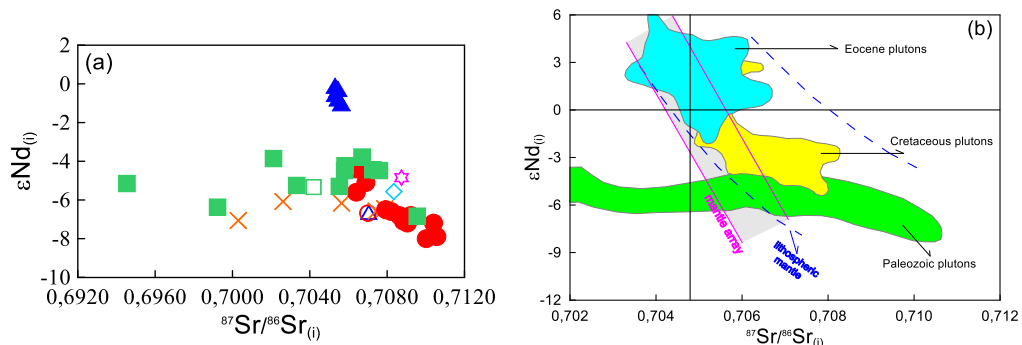 (a)
2
0
-2
-4
-6
-8
-10
εNd(i)
0,6920 0,6960 0,7000 0,7040 0,7080 0,7120
87Sr/86Sr(i)
(b)
6
3
0
-3
-6
-9
-12
εNd(i)
Eocene plutons
Cretaceous plutons
Paleozoic plutons
mantle array
lithospheric
mantle
0,702 0,704 0,706 0,708 0,710 0,712
87Sr/86Sr(i)